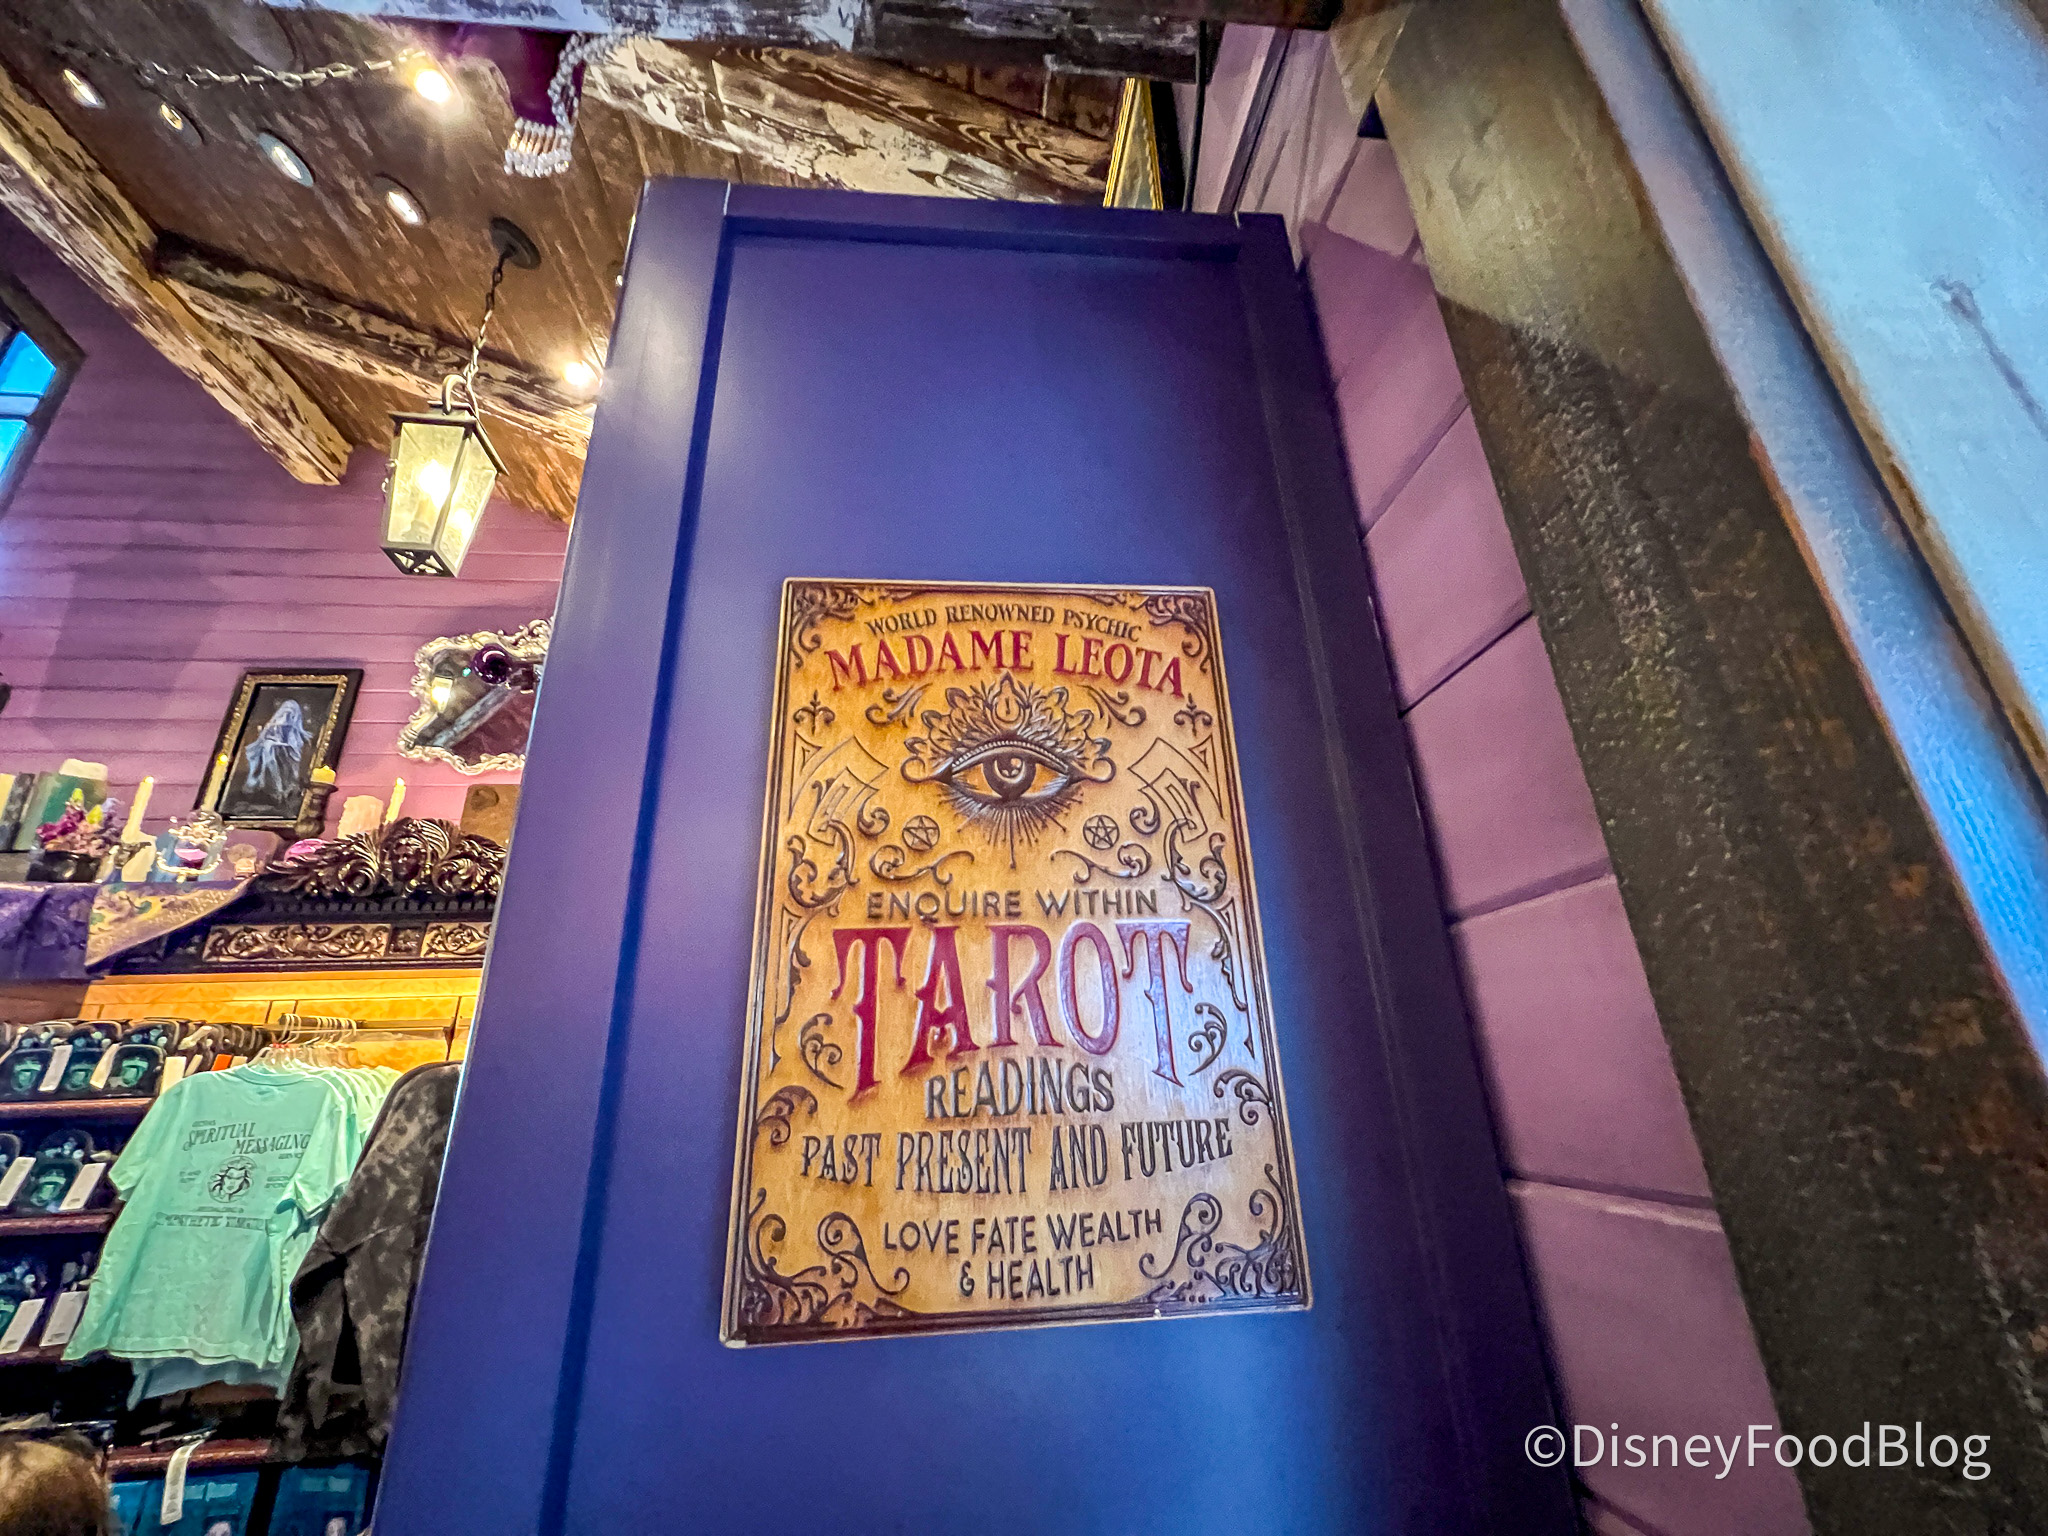 WORLD RENOWNED PSYCHIC
MADAME LEOTA
ENQUIRE WITHIN
TAROT
READINGS
PAST PRESENT AND FUTURE
LOVE FATE WEALTH
& HEALTH
SPIRITUAL
MESSAGING
©DisneyFoodBlog